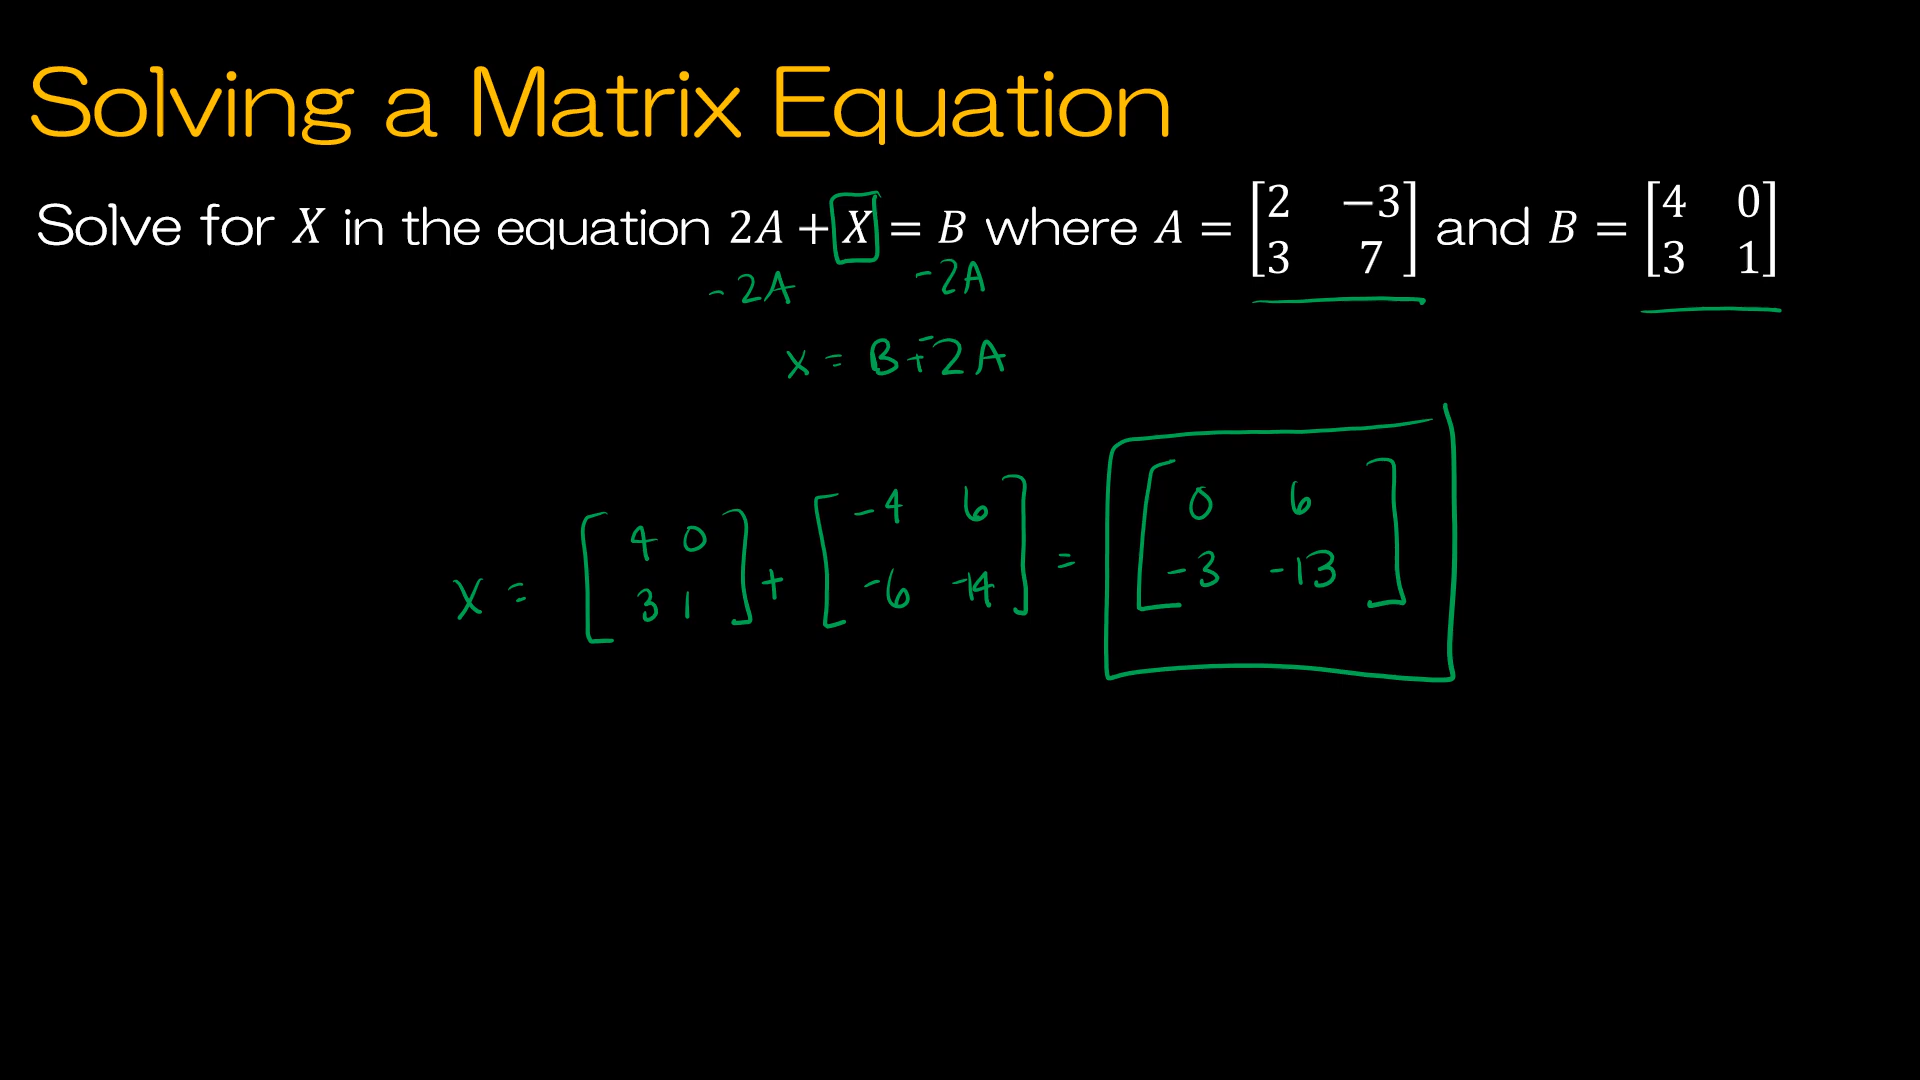 Solving a Matrix Equation
Solve for X in the equation 2A + X = B where A = [2 −3; 3 7] and B = [4 0; 3 1]
-2A -2A
x = B + -2A
X = [4 0; 3 1] + [-4 6; -6 -14] = [0 6; -3 -13]